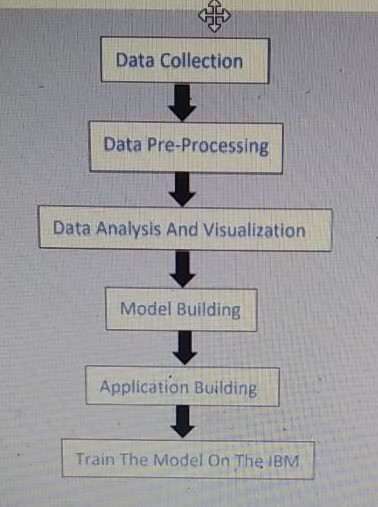 Data Collection
Data Pre-Processing
Data Analysis And Visualization
Model Building
Application Building
Train The Model On The IBM